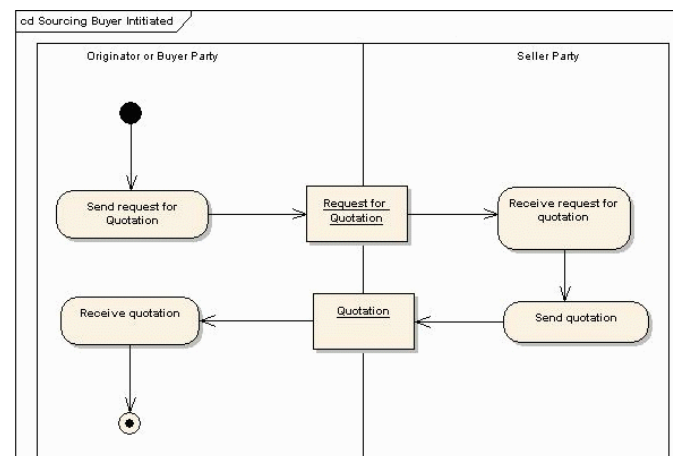 cd Sourcing Buyer Intitiated
Originator or Buyer Party
Seller Party
Send request for
Quotation
Request for
Quotation
Receive request for
quotation
Receive quotation
Quotation
Send quotation